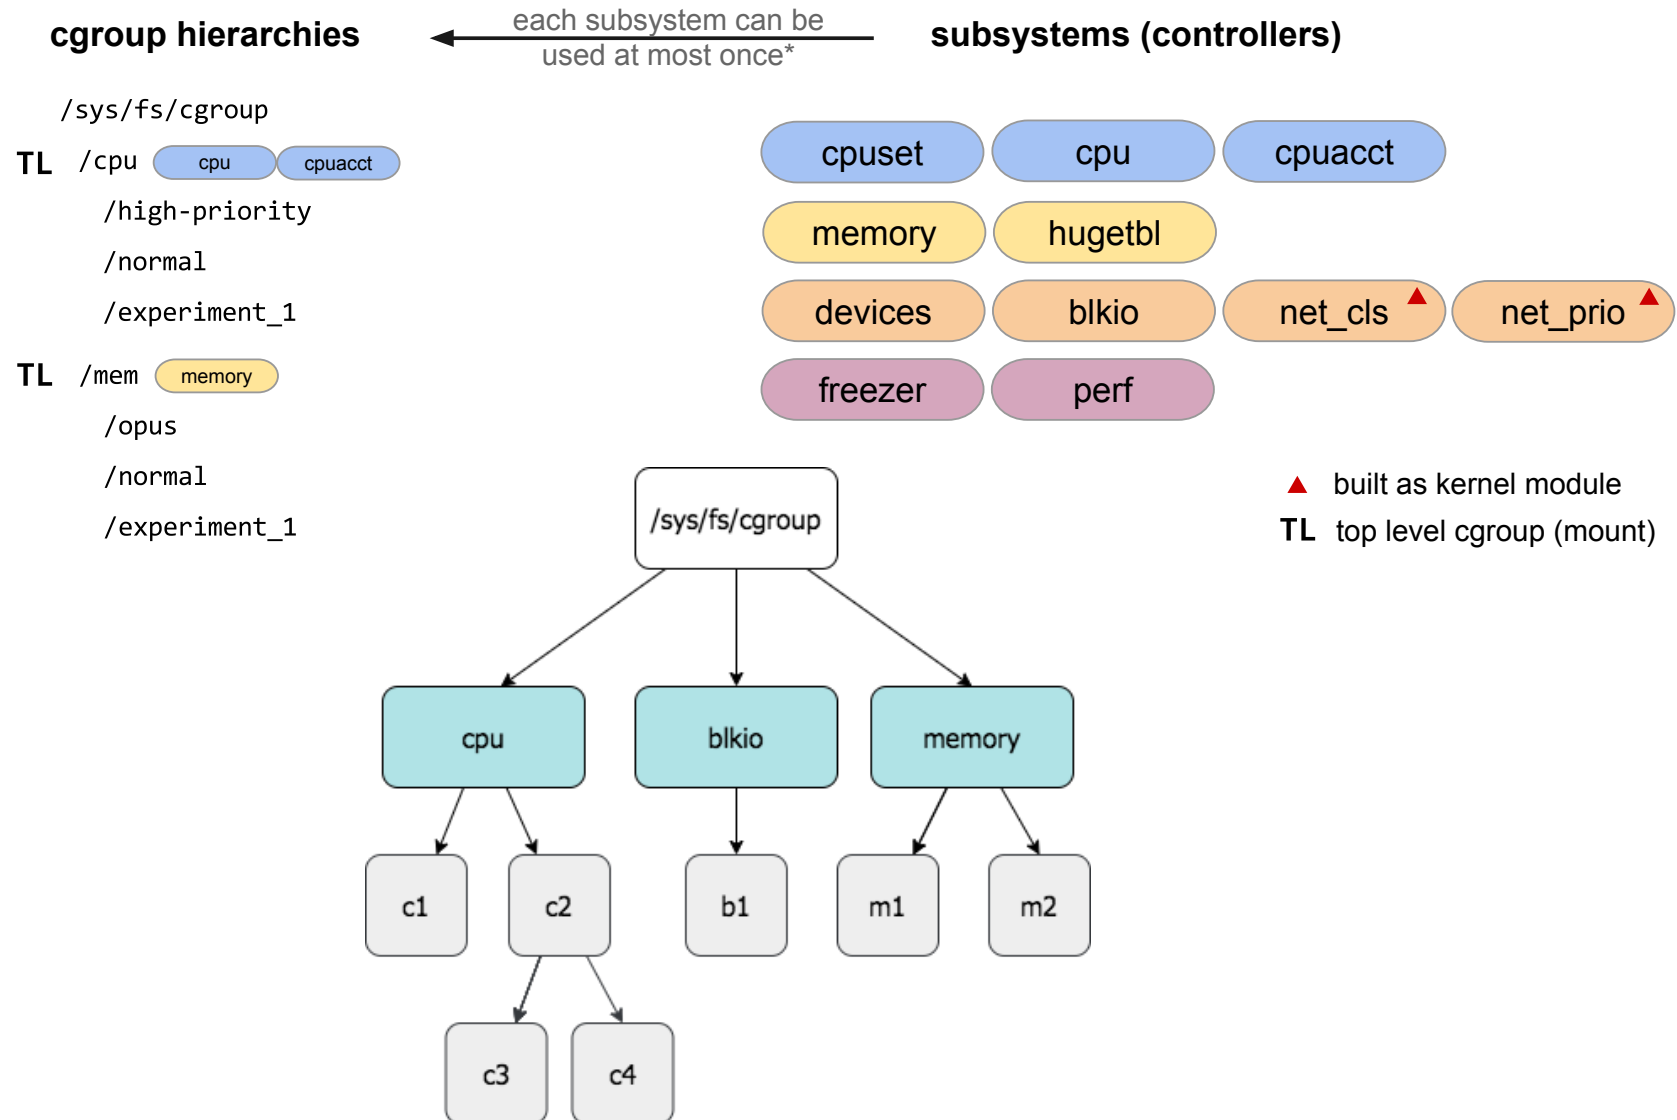 cgroup hierarchies
each subsystem can be
used at most once*
subsystems (controllers)
/sys/fs/cgroup
TL /cpu cpu cpuacct
/high-priority
/normal
/experiment_1
TL /mem memory
/opus
/normal
/experiment_1
cpuset cpu cpuacct
memory hugetbl
devices blkio net_cls net_prio
freezer perf
▲ built as kernel module
TL top level cgroup (mount)
/sys/fs/cgroup
cpu blkio memory
c1 c2 b1 m1 m2
c3 c4